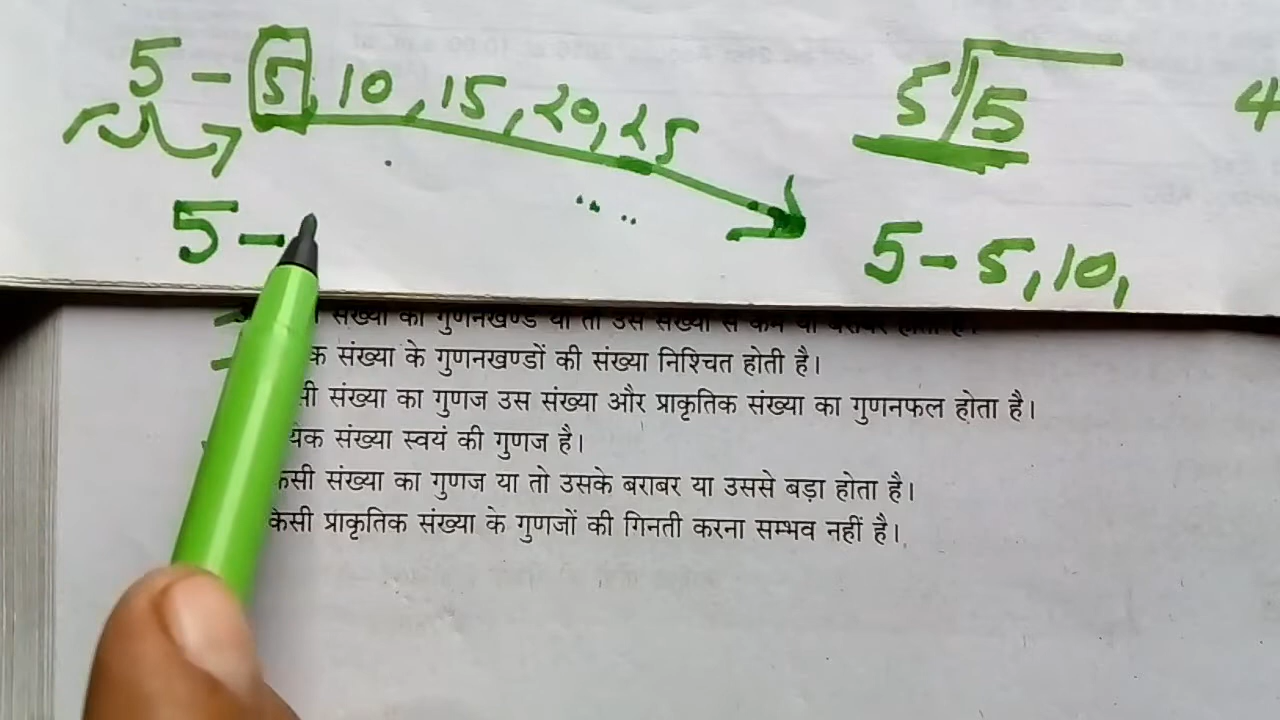 5 - 5, 10, 15, 20, 25
5/5
4
.. ..
5 -
5 - 5, 10,
संख्या का गुणनखण्ड या तो उस संख्या से कम या बराबर होता है।
क संख्या के गुणनखण्डों की संख्या निश्चित होती है।
सी संख्या का गुणज उस संख्या और प्राकृतिक संख्या का गुणनफल होता है।
येक संख्या स्वयं की गुणज है।
केसी संख्या का गुणज या तो उसके बराबर या उससे बड़ा होता है।
केसी प्राकृतिक संख्या के गुणजों की गिनती करना सम्भव नहीं है।